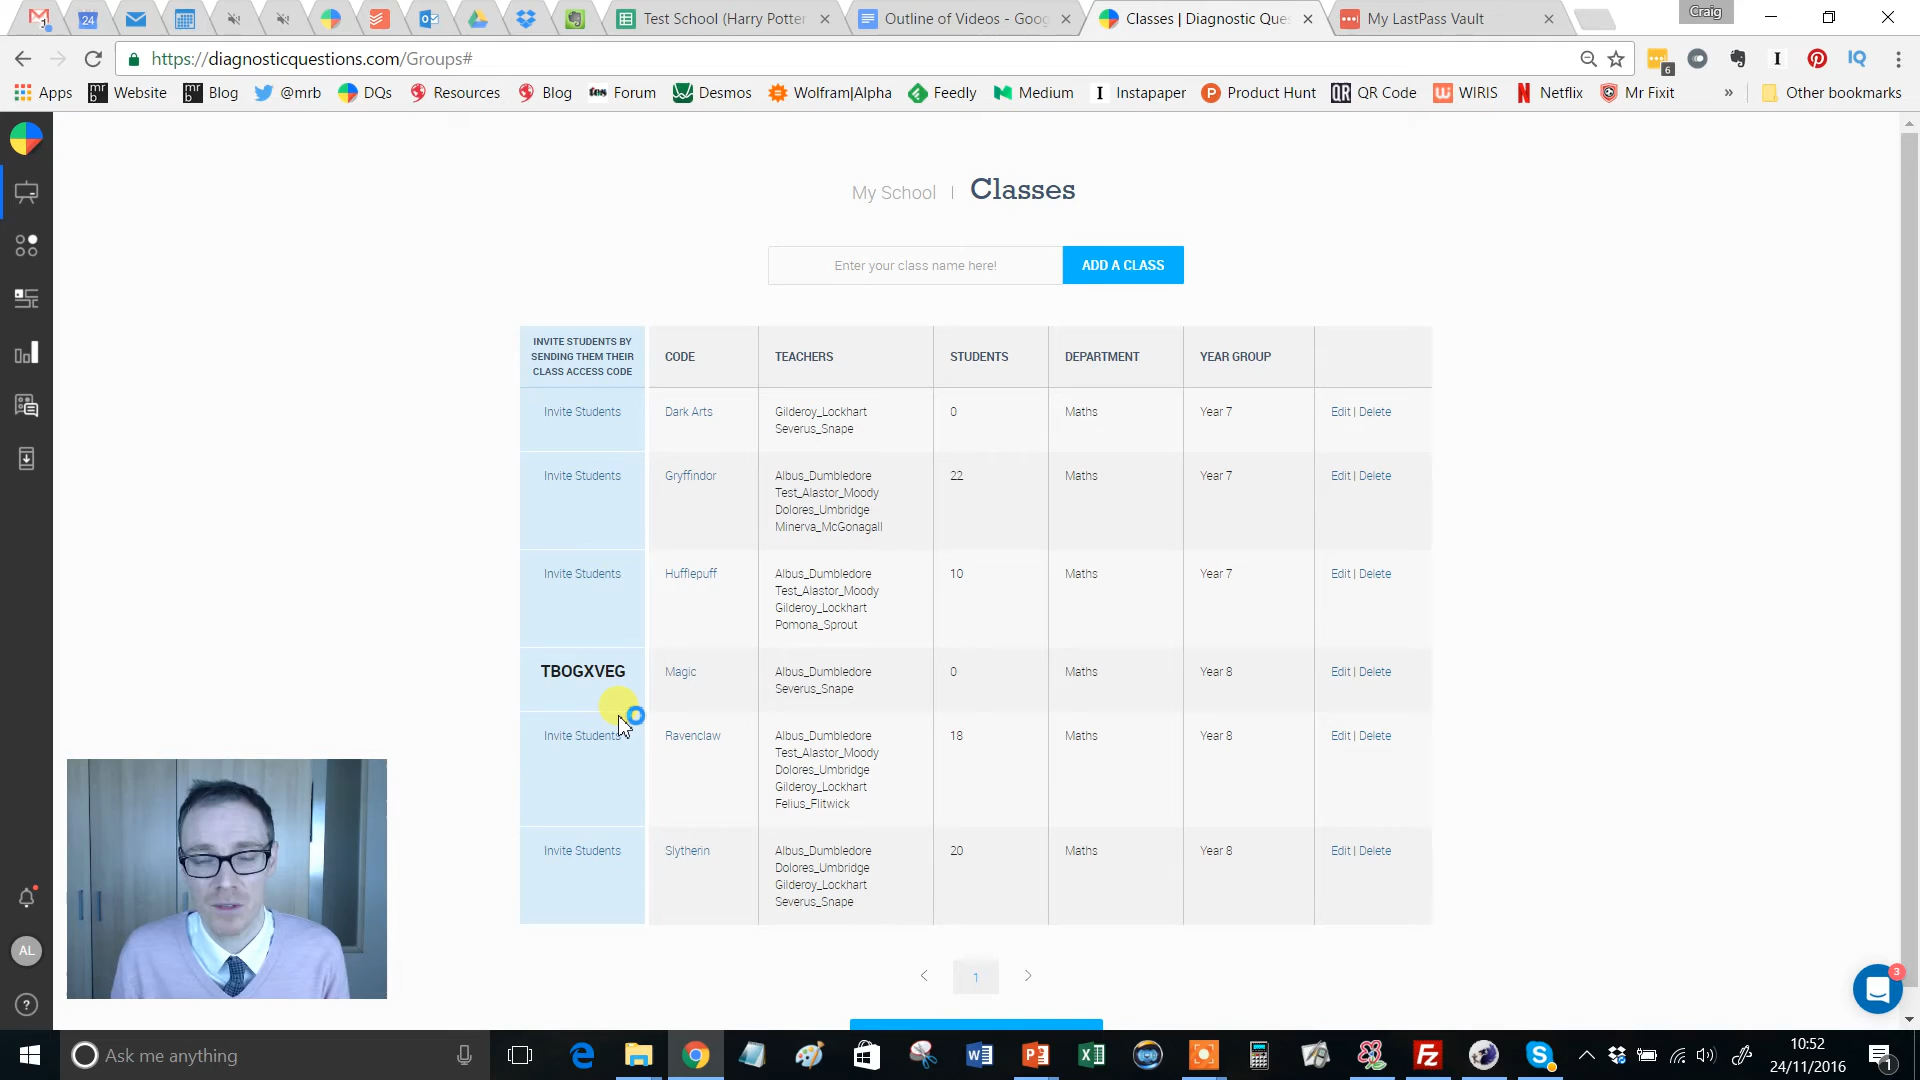 Test School (Harry Potter
Outline of Videos - Goog
Classes | Diagnostic Ques
My LastPass Vault
Craig
https://diagnosticquestions.com/Groups#
6
Apps
Website
Blog
@mrb
DQs
Resources
Blog
Forum
Desmos
Wolfram|Alpha
Feedly
Medium
Instapaper
Product Hunt
QR Code
WIRIS
Netflix
Mr Fixit
»
Other bookmarks
My School | Classes
Enter your class name here!
ADD A CLASS
INVITE STUDENTS BY
SENDING THEM THEIR
CLASS ACCESS CODE
CODE
TEACHERS
STUDENTS
DEPARTMENT
YEAR GROUP
Invite Students
Dark Arts
Gilderoy_Lockhart
Severus_Snape
0
Maths
Year 7
Edit | Delete
Invite Students
Gryffindor
Albus_Dumbledore
Test_Alastor_Moody
Dolores_Umbridge
Minerva_McGonagall
22
Maths
Year 7
Edit | Delete
Invite Students
Hufflepuff
Albus_Dumbledore
Test_Alastor_Moody
Gilderoy_Lockhart
Pomona_Sprout
10
Maths
Year 7
Edit | Delete
TBOGXVEG
Magic
Albus_Dumbledore
Severus_Snape
0
Maths
Year 8
Edit | Delete
Invite Students
Ravenclaw
Albus_Dumbledore
Test_Alastor_Moody
Dolores_Umbridge
Gilderoy_Lockhart
Felius_Flitwick
18
Maths
Year 8
Edit | Delete
Invite Students
Slytherin
Albus_Dumbledore
Dolores_Umbridge
Gilderoy_Lockhart
Severus_Snape
20
Maths
Year 8
Edit | Delete
1
AL
3
Ask me anything
10:52
24/11/2016
1